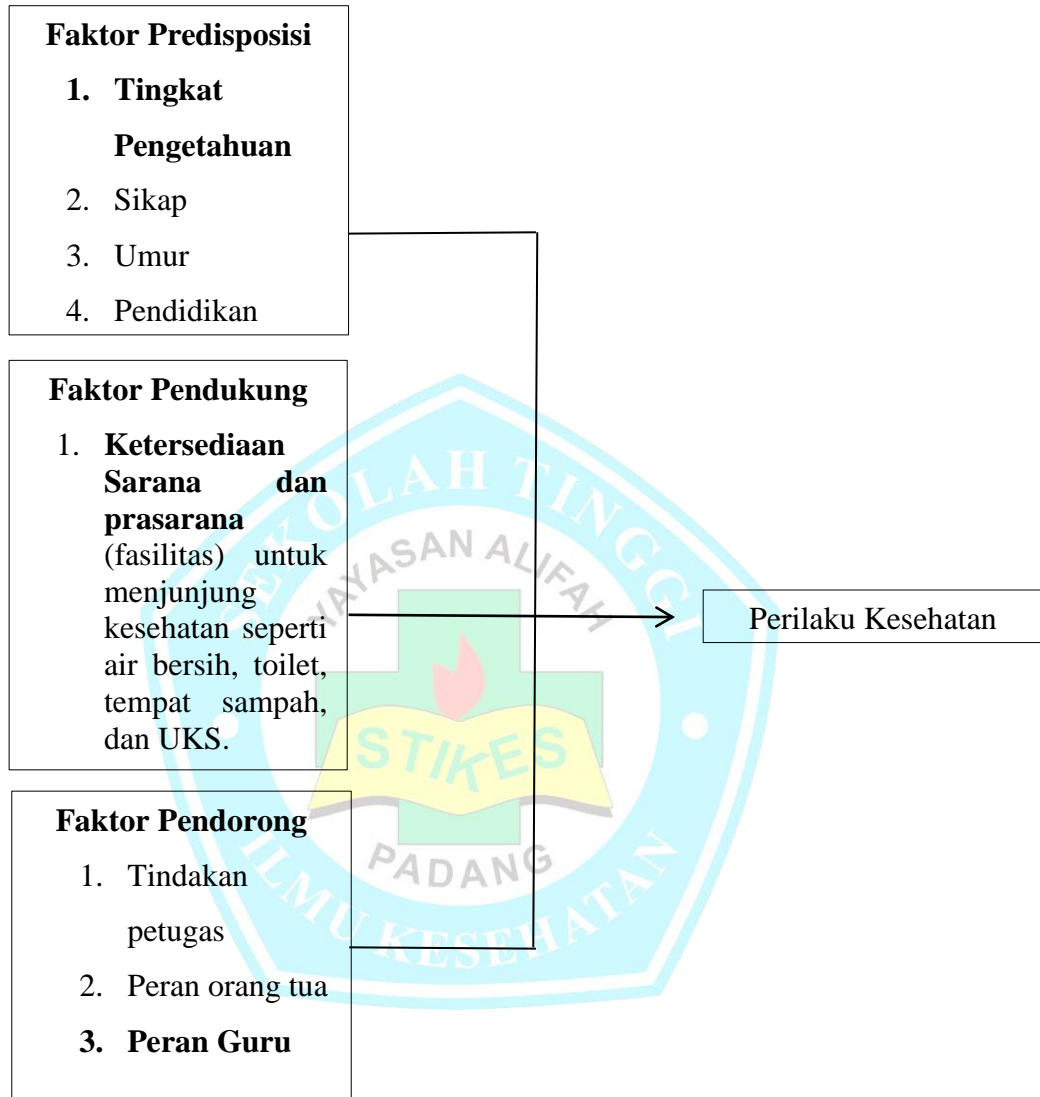 Faktor Predisposisi
1. Tingkat
Pengetahuan
2. Sikap
3. Umur
4. Pendidikan
Faktor Pendukung
1. Ketersediaan
Sarana dan
prasarana
(fasilitas) untuk
menjunjung
kesehatan seperti
air bersih, toilet,
tempat sampah,
dan UKS.
Faktor Pendorong
1. Tindakan
petugas
2. Peran orang tua
3. Peran Guru
Perilaku Kesehatan
SEKOLAH TINGGI
YAYASAN ALIFAH
STIKES
PADANG
ILMU KESEHATAN